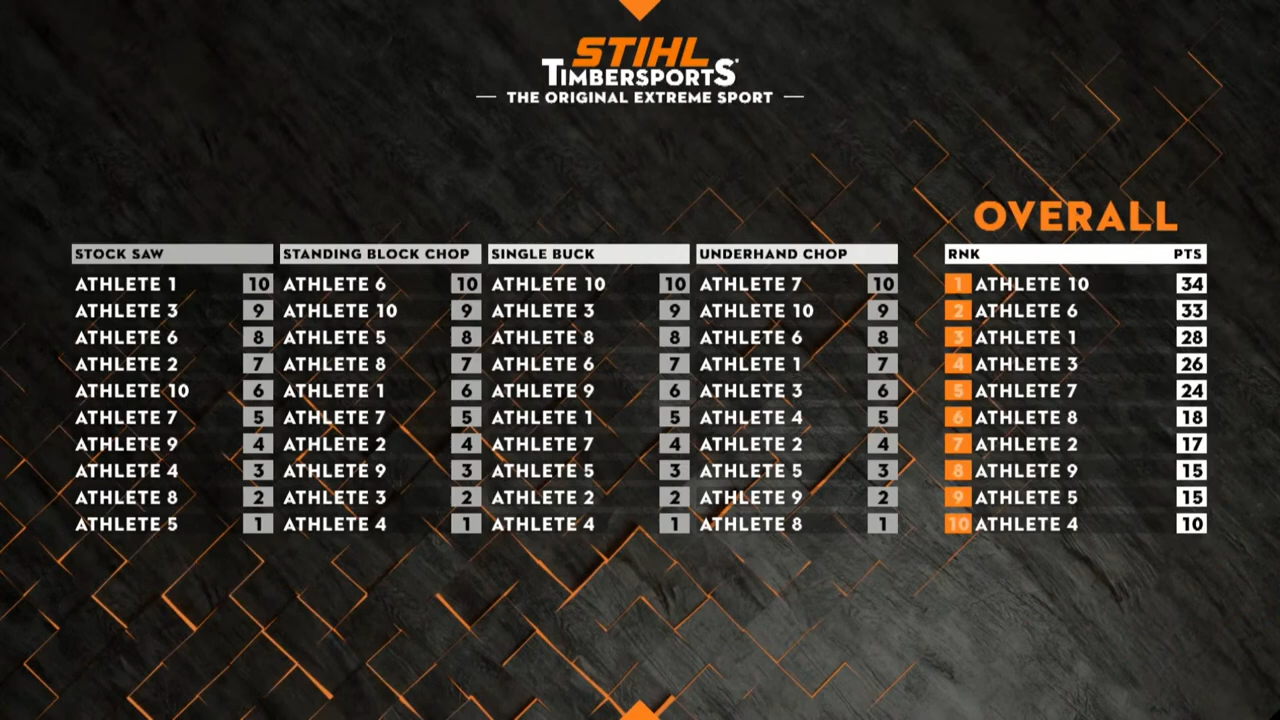 STIHL
TIMBERSPORTS®
THE ORIGINAL EXTREME SPORT
OVERALL
STOCK SAW STANDING BLOCK CHOP SINGLE BUCK UNDERHAND CHOP RNK PTS
ATHLETE 1 10 ATHLETE 6 10 ATHLETE 10 10 ATHLETE 7 10 1 ATHLETE 10 34
ATHLETE 3 9 ATHLETE 10 9 ATHLETE 3 9 ATHLETE 10 9 2 ATHLETE 6 33
ATHLETE 6 8 ATHLETE 5 8 ATHLETE 8 8 ATHLETE 6 8 3 ATHLETE 1 28
ATHLETE 2 7 ATHLETE 8 7 ATHLETE 6 7 ATHLETE 1 7 4 ATHLETE 3 26
ATHLETE 10 6 ATHLETE 1 6 ATHLETE 9 6 ATHLETE 3 6 5 ATHLETE 7 24
ATHLETE 7 5 ATHLETE 7 5 ATHLETE 1 5 ATHLETE 4 5 6 ATHLETE 8 18
ATHLETE 9 4 ATHLETE 2 4 ATHLETE 7 4 ATHLETE 2 4 7 ATHLETE 2 17
ATHLETE 4 3 ATHLETE 9 3 ATHLETE 5 3 ATHLETE 5 3 8 ATHLETE 9 15
ATHLETE 8 2 ATHLETE 3 2 ATHLETE 2 2 ATHLETE 9 2 9 ATHLETE 5 15
ATHLETE 5 1 ATHLETE 4 1 ATHLETE 4 1 ATHLETE 8 1 10 ATHLETE 4 10